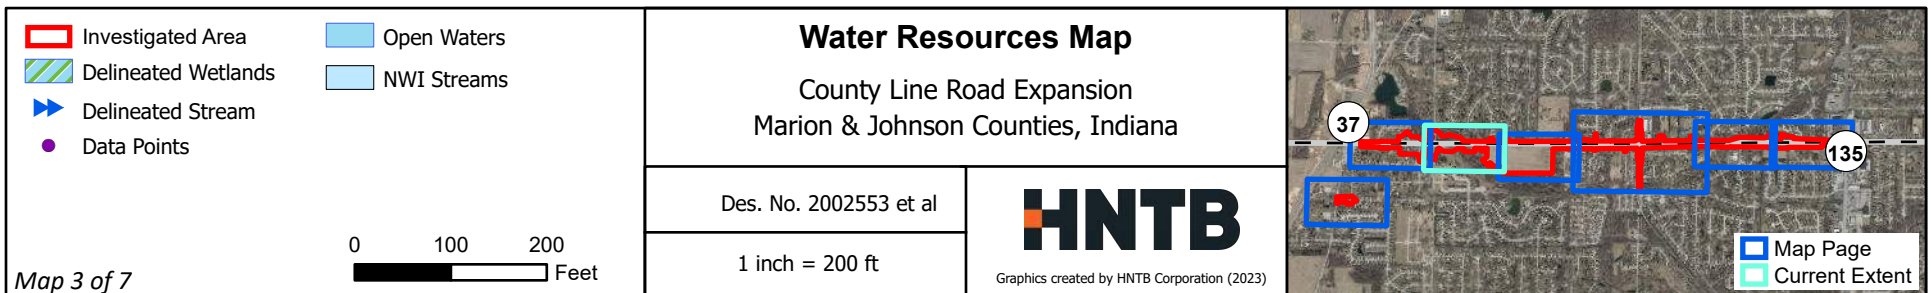 Investigated Area
Delineated Wetlands
Delineated Stream
Data Points
Open Waters
NWI Streams
0 100 200
Feet
Map 3 of 7
Water Resources Map
County Line Road Expansion
Marion & Johnson Counties, Indiana
Des. No. 2002553 et al
1 inch = 200 ft
HNTB
Graphics created by HNTB Corporation (2023)
37
135
Map Page
Current Extent